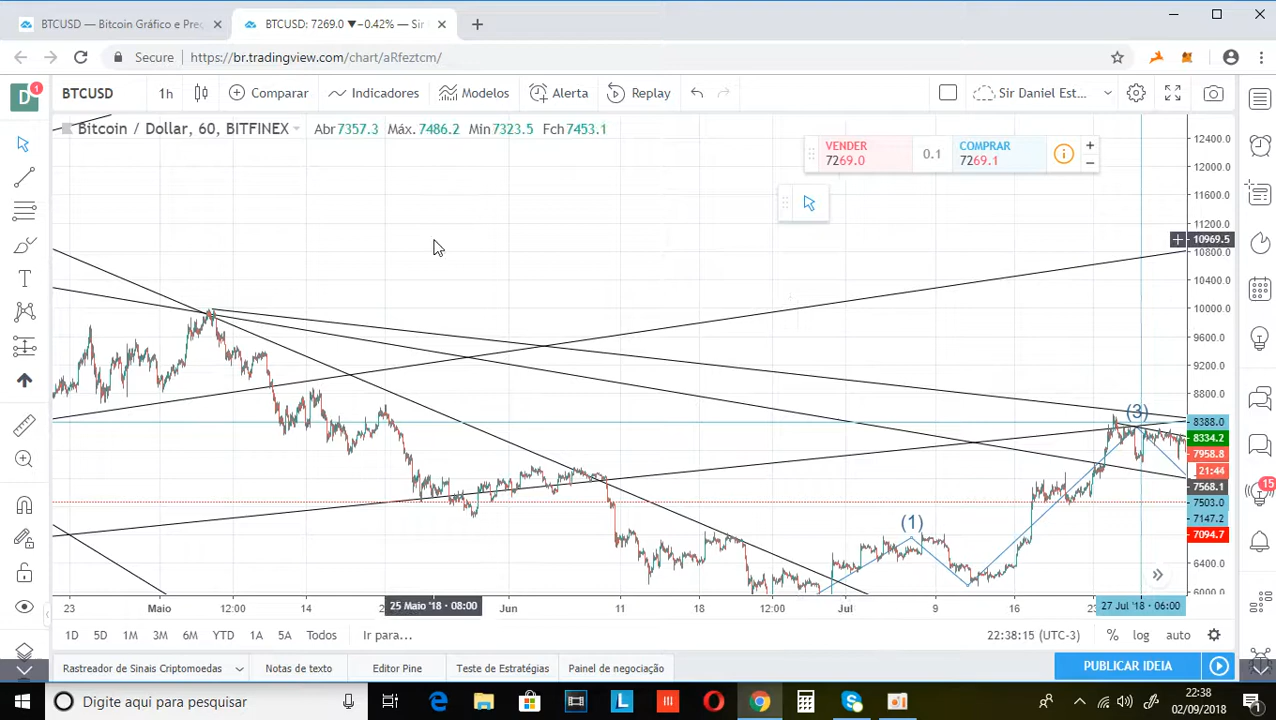 BTCUSD — Bitcoin Gráfico e Pre
BTCUSD: 7269.0 ▼−0.42% — Sir
Secure | https://br.tradingview.com/chart/aRfeztcm/
D 1 BTCUSD 1h Comparar Indicadores Modelos Alerta Replay Sir Daniel Est...
Bitcoin / Dollar, 60, BITFINEX Abr 7357.3 Máx. 7486.2 Min 7323.5 Fch 7453.1
VENDER
7269.0
0.1
COMPRAR
7269.1
12400.0
12000.0
11600.0
11200.0
10969.5
10800.0
10400.0
10000.0
9600.0
9200.0
8800.0
8388.0
8334.2
7958.8
21:44
7568.1
7503.0
7147.2
7094.7
6400.0
6000.0
(3)
(1)
T
15
23 Maio 12:00 14 25 Maio '18 - 08:00 Jun 11 18 12:00 Jul 9 16 23 27 Jul '18 - 06:00
1D 5D 1M 3M 6M YTD 1A 5A Todos Ir para... 22:38:15 (UTC-3) % log auto
Rastreador de Sinais Criptomoedas Notas de texto Editor Pine Teste de Estratégias Painel de negociação PUBLICAR IDEIA
Digite aqui para pesquisar
22:38
02/09/2018
1